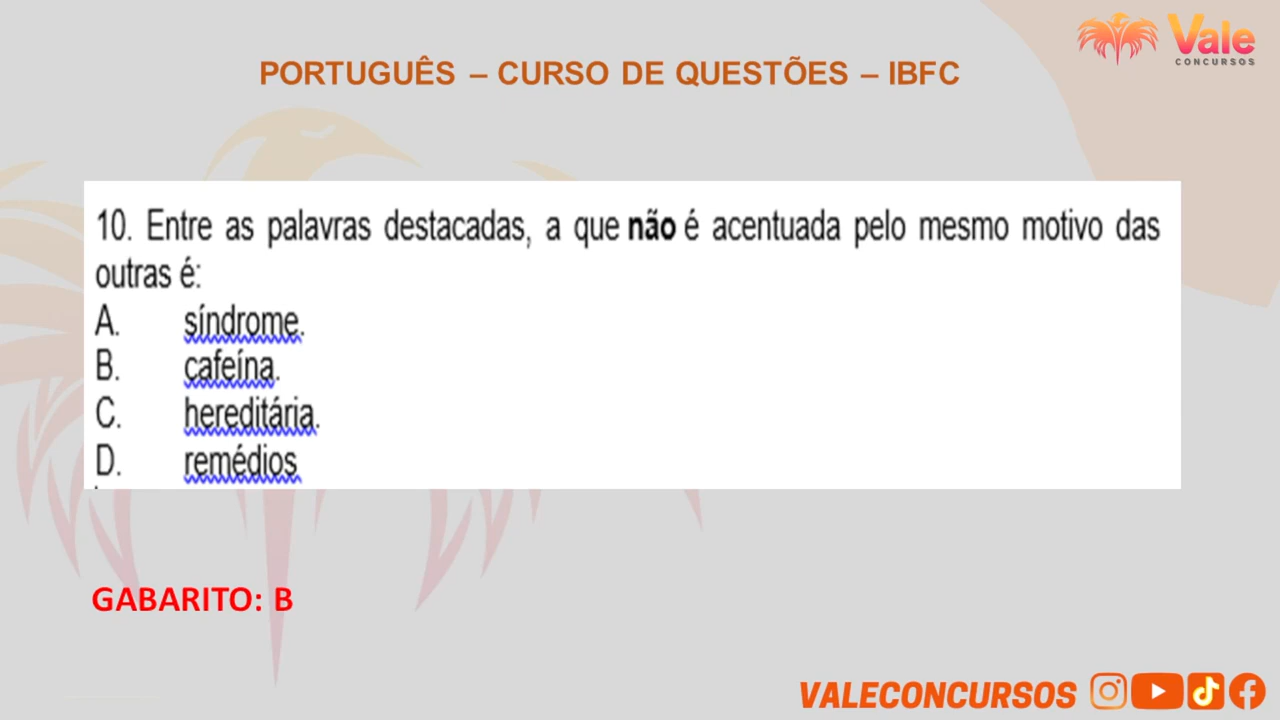 Vale
CONCURSOS
PORTUGUÊS – CURSO DE QUESTÕES – IBFC
10. Entre as palavras destacadas, a que não é acentuada pelo mesmo motivo das
outras é:
A. síndrome.
B. cafeína.
C. hereditária.
D. remédios
GABARITO: B
VALECONCURSOS